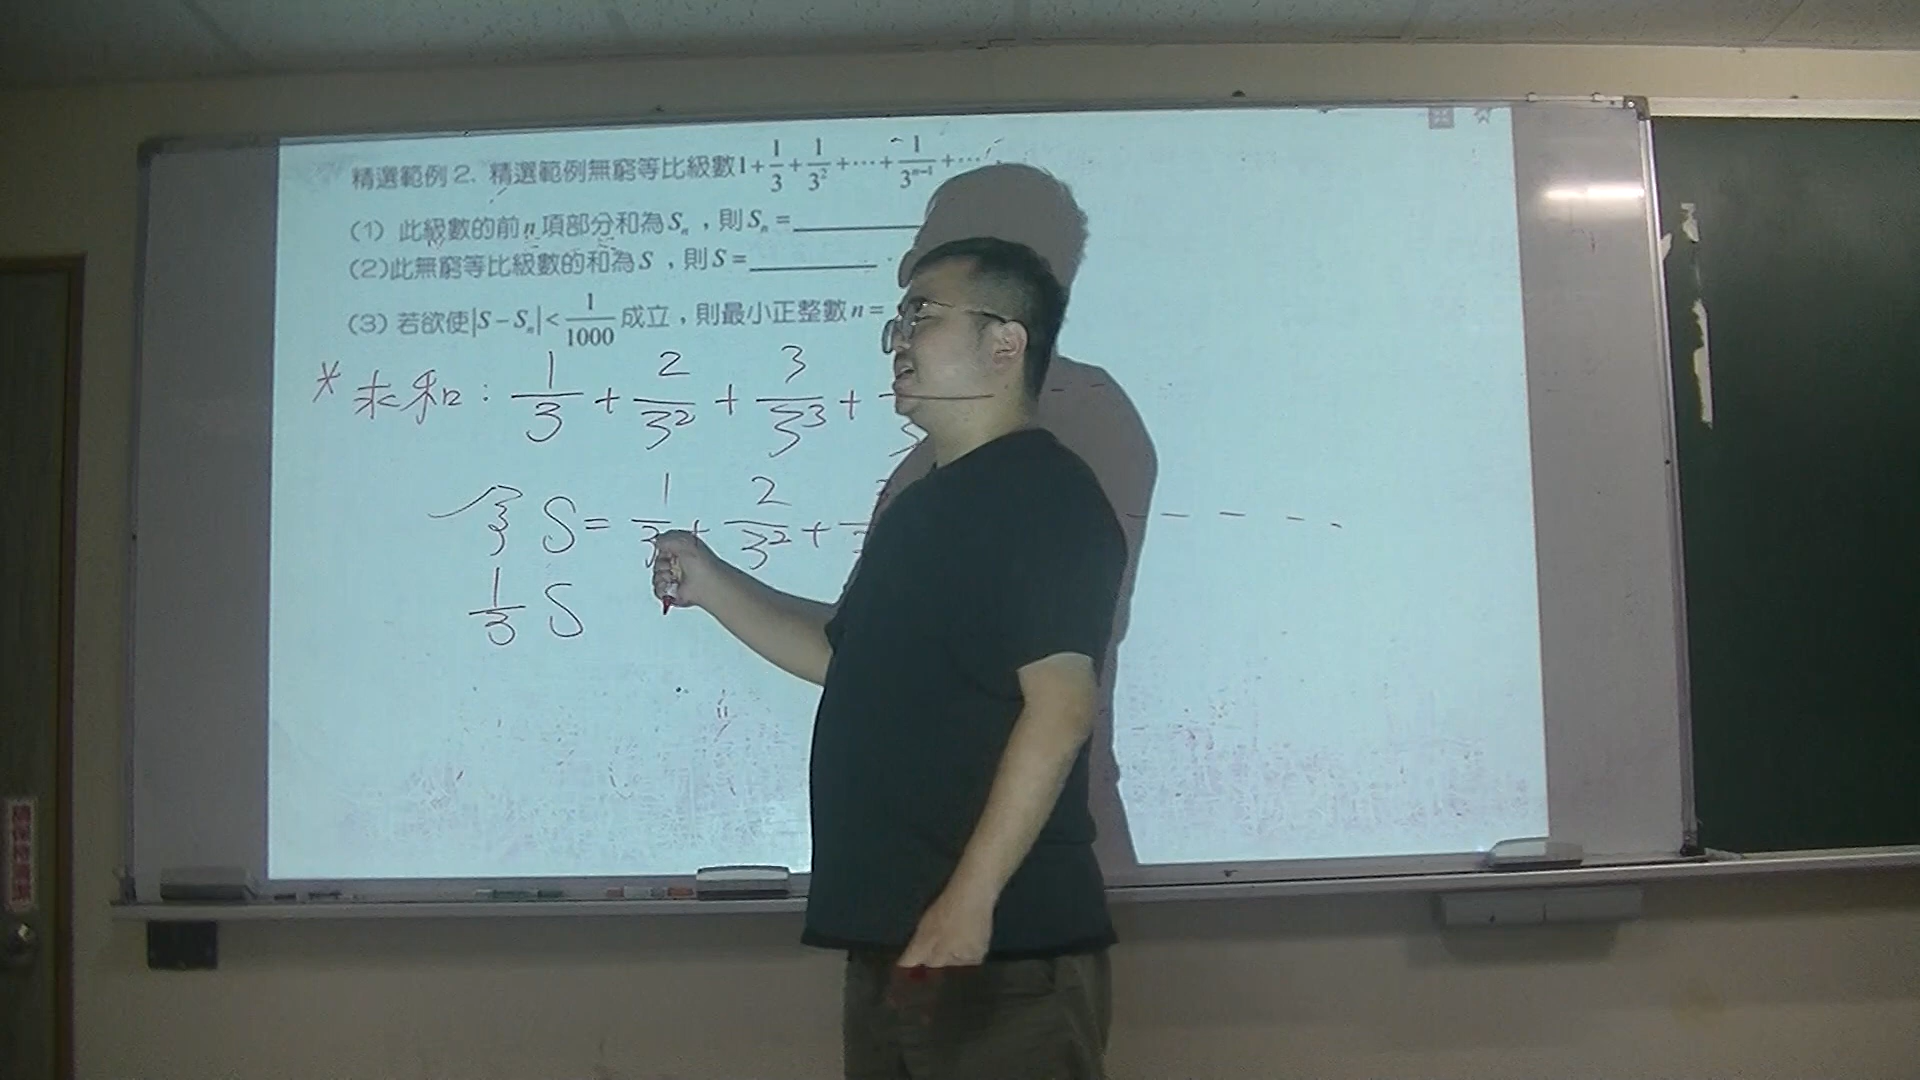 精選範例 2、精選範例無窮等比級數 1+1/3+1/3²+⋯+1/3ⁿ⁻¹+⋯
(1) 此級數的前 n 項部分和為 Sₙ，則 Sₙ =
(2)此無窮等比級數的和為 S ，則 S =
(3) 若欲使|S−Sₙ|<1/1000 成立，則最小正整數 n =
* 求和: 1/3 + 2/3² + 3/3³ +
令 S = 1/3 + 2/3² +
1/3 S